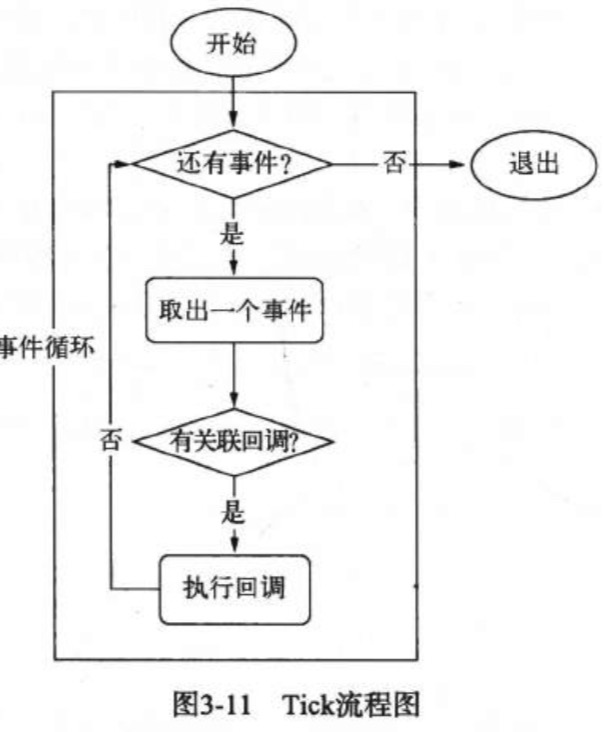 开始
还有事件?
否
退出
是
取出一个事件
事件循环
否
有关联回调?
是
执行回调
图3-11 Tick流程图